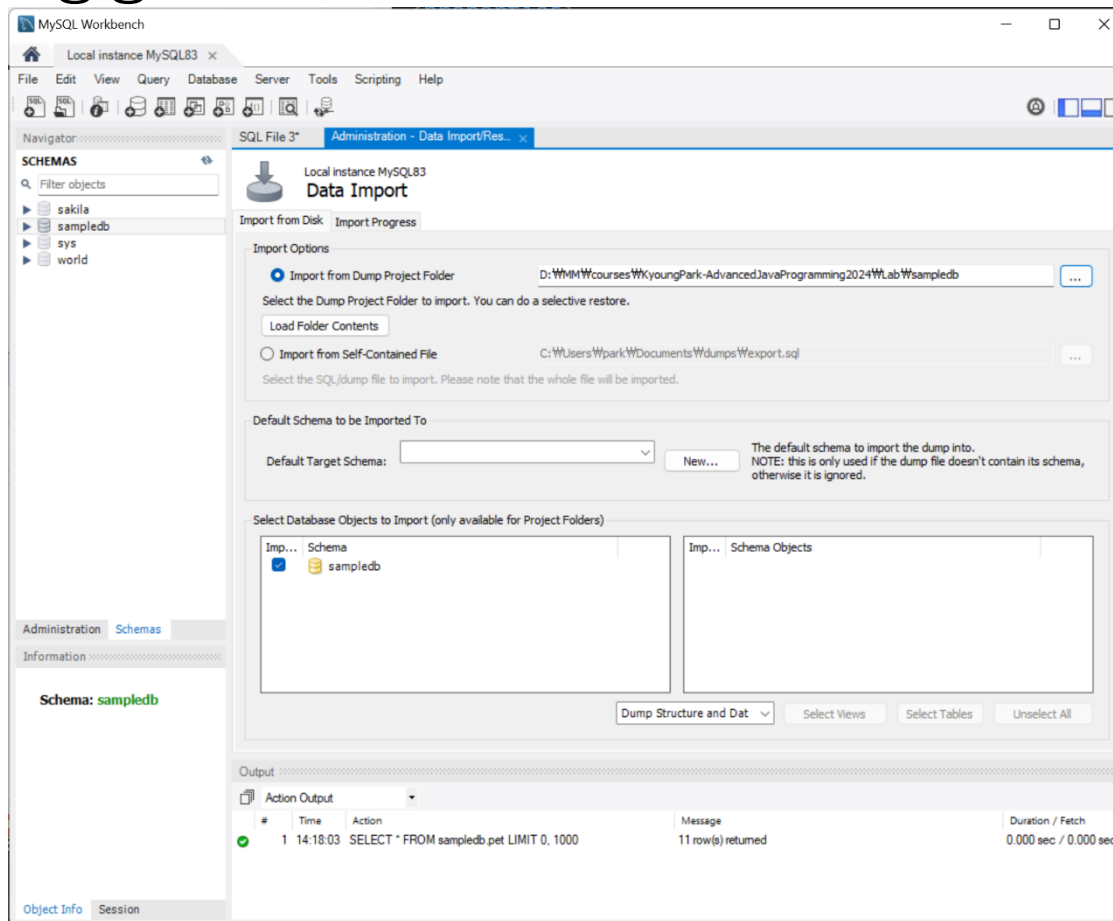 MySQL Workbench
Local instance MySQL83
File Edit View Query Database Server Tools Scripting Help
Navigator
SCHEMAS
Filter objects
sakila
sampledb
sys
world
Administration Schemas
Information
Schema: sampledb
Object Info Session
SQL File 3* Administration - Data Import/Res...
Local instance MySQL83
Data Import
Import from Disk Import Progress
Import Options
Import from Dump Project Folder D:₩MM₩courses₩KyoungPark-AdvancedJavaProgramming2024₩Lab₩sampledb ...
Select the Dump Project Folder to import. You can do a selective restore.
Load Folder Contents
Import from Self-Contained File C:₩Users₩park₩Documents₩dumps₩export.sql ...
Select the SQL/dump file to import. Please note that the whole file will be imported.
Default Schema to be Imported To
Default Target Schema: New...
The default schema to import the dump into.
NOTE: this is only used if the dump file doesn't contain its schema,
otherwise it is ignored.
Select Database Objects to Import (only available for Project Folders)
Imp... Schema
sampledb
Imp... Schema Objects
Dump Structure and Dat Select Views Select Tables Unselect All
Output
Action Output
# Time Action Message Duration / Fetch
1 14:18:03 SELECT * FROM sampledb.pet LIMIT 0, 1000 11 row(s) returned 0.000 sec / 0.000 sec